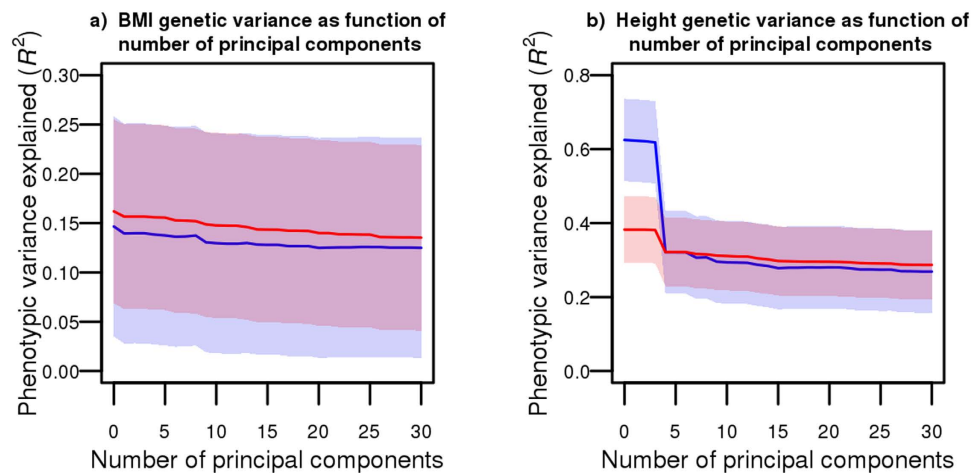 a) BMI genetic variance as function of
number of principal components
Phenotypic variance explained (R²)
0.30
0.25
0.20
0.15
0.10
0.05
0.00
0 5 10 15 20 25 30
Number of principal components
b) Height genetic variance as function of
number of principal components
Phenotypic variance explained (R²)
0.8
0.6
0.4
0.2
0.0
0 5 10 15 20 25 30
Number of principal components